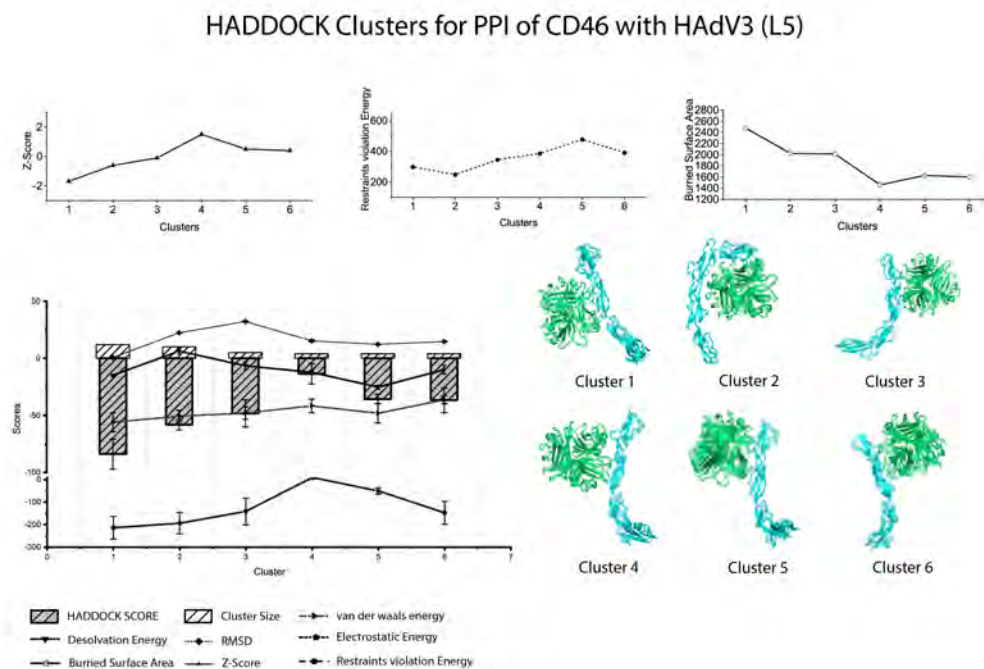 HADDOCK Clusters for PPI of CD46 with HAdV3 (L5)
Z-Score
2
0
−2
1 2 3 4 5 6
Clusters
Restraints violation Energy
600
400
200
1 2 3 4 5 6
Clusters
Burried Surface Area
2800
2600
2400
2200
2000
1800
1600
1400
1200
1 2 3 4 5 6
Clusters
Scores
0
-50
-100
0
-100
-200
-300
0 1 2 3 4 5 6 7
Cluster
Cluster 1
Cluster 2
Cluster 3
Cluster 4
Cluster 5
Cluster 6
HADDOCK SCORE
Cluster Size
van der waals energy
Desolvation Energy
RMSD
Electrostatic Energy
Burried Surface Area
Z-Score
Restraints violation Energy